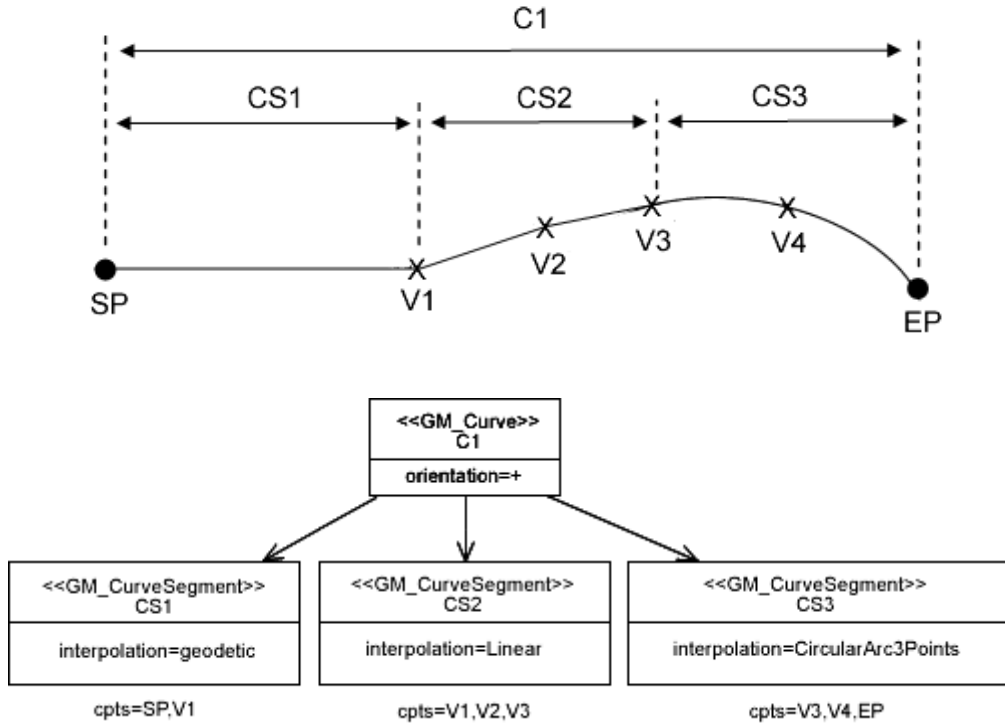 C1
CS1
CS2
CS3
SP
V1
V2
V3
V4
EP
<<GM_Curve>>
C1
orientation=+
<<GM_CurveSegment>>
CS1
interpolation=geodetic
cpts=SP,V1
<<GM_CurveSegment>>
CS2
interpolation=Linear
cpts=V1,V2,V3
<<GM_CurveSegment>>
CS3
interpolation=CircularArc3Points
cpts=V3,V4,EP